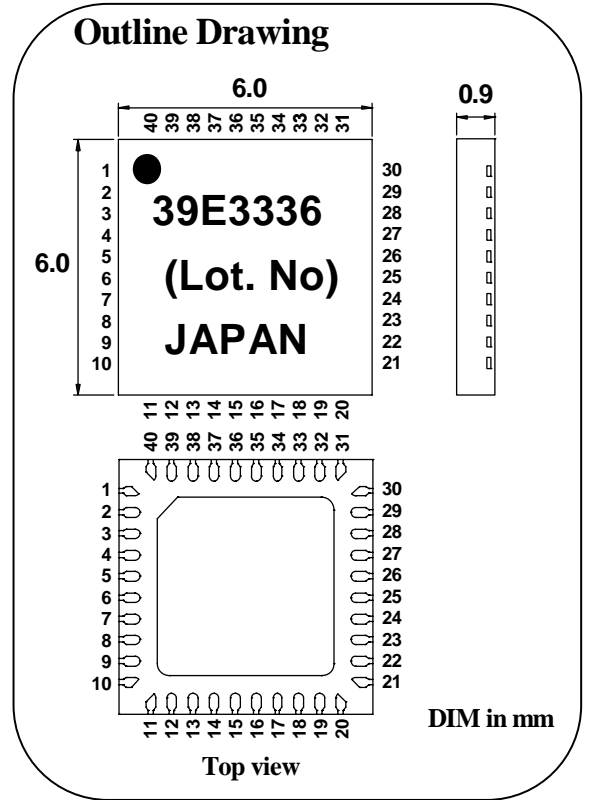 Outline Drawing
6.0
0.9
40 39 38 37 36 35 34 33 32 31
1 30
2 29
3 39E3336 28
4 27
5 26
6.0
6 (Lot. No) 25
7 24
8 23
9 JAPAN 22
10 21
11 12 13 14 15 16 17 18 19 20
40 39 38 37 36 35 34 33 32 31
1 30
2 29
3 28
4 27
5 26
6 25
7 24
8 23
9 22
10 21
11 12 13 14 15 16 17 18 19 20
DIM in mm
Top view